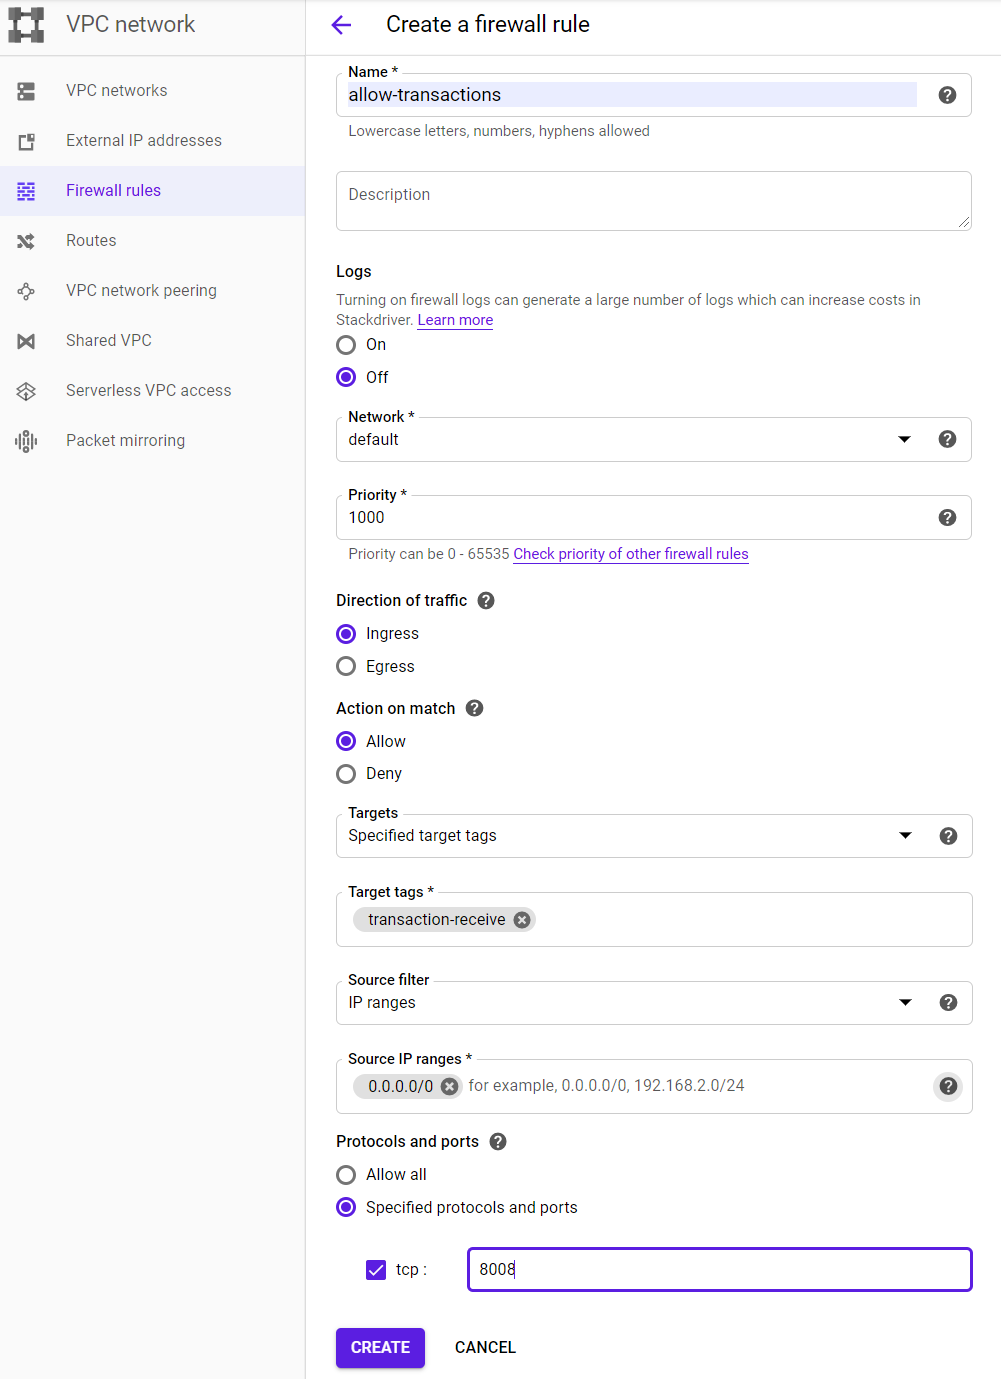 VPC network
Create a firewall rule
VPC networks
External IP addresses
Firewall rules
Routes
VPC network peering
Shared VPC
Serverless VPC access
Packet mirroring
Name *
allow-transactions
Lowercase letters, numbers, hyphens allowed
Description
Logs
Turning on firewall logs can generate a large number of logs which can increase costs in
Stackdriver. Learn more
On
Off
Network *
default
Priority *
1000
Priority can be 0 - 65535 Check priority of other firewall rules
Direction of traffic
Ingress
Egress
Action on match
Allow
Deny
Targets
Specified target tags
Target tags *
transaction-receive
Source filter
IP ranges
Source IP ranges *
0.0.0.0/0 for example, 0.0.0.0/0, 192.168.2.0/24
Protocols and ports
Allow all
Specified protocols and ports
tcp : 8008
CREATE CANCEL